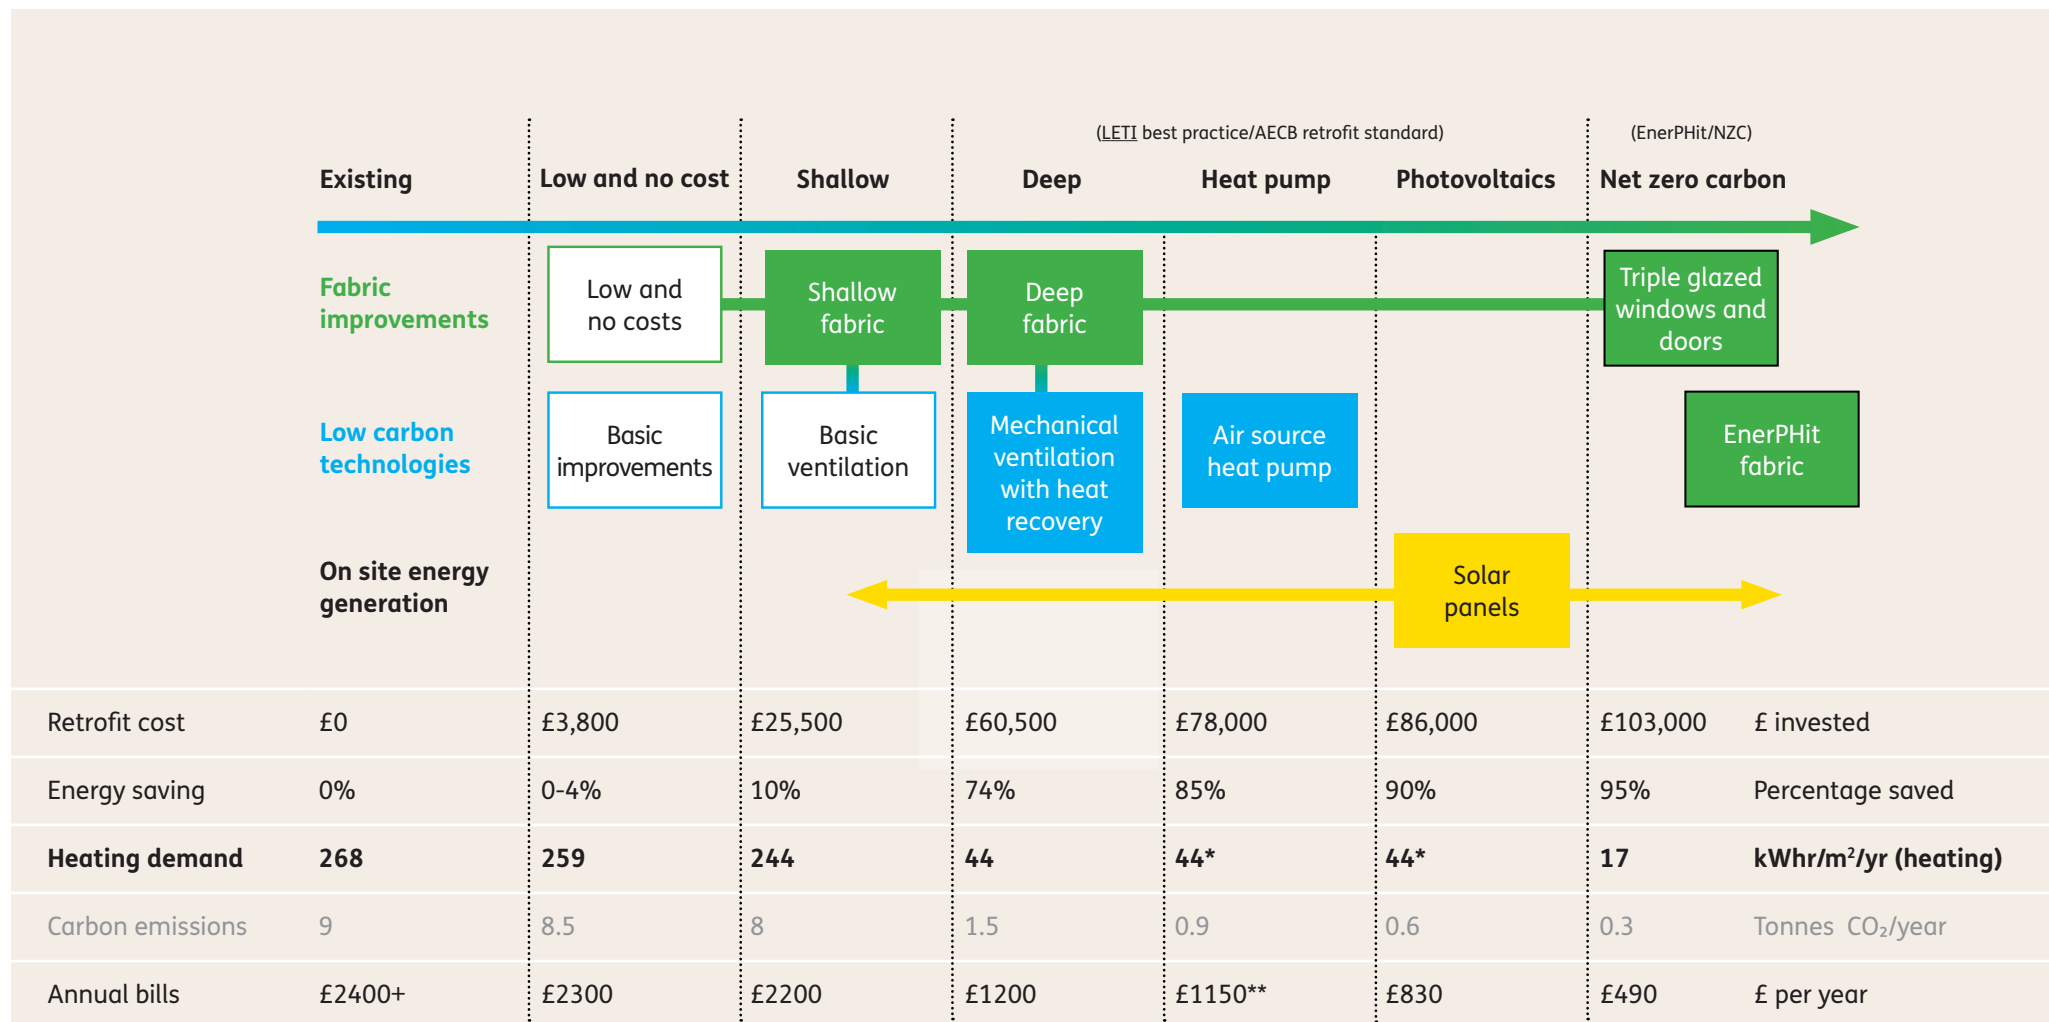 (LETI best practice/AECB retrofit standard) (EnerPHit/NZC)
Existing Low and no cost Shallow Deep Heat pump Photovoltaics Net zero carbon
Fabric
improvements
Low and
no costs
Shallow
fabric
Deep
fabric
Triple glazed
windows and
doors
Low carbon
technologies
Basic
improvements
Basic
ventilation
Mechanical
ventilation
with heat
recovery
Air source
heat pump
EnerPHit
fabric
On site energy
generation
Solar
panels
Retrofit cost £0 £3,800 £25,500 £60,500 £78,000 £86,000 £103,000 £ invested
Energy saving 0% 0-4% 10% 74% 85% 90% 95% Percentage saved
Heating demand 268 259 244 44 44* 44* 17 kWhr/m²/yr (heating)
Carbon emissions 9 8.5 8 1.5 0.9 0.6 0.3 Tonnes CO₂/year
Annual bills £2400+ £2300 £2200 £1200 £1150** £830 £490 £ per year